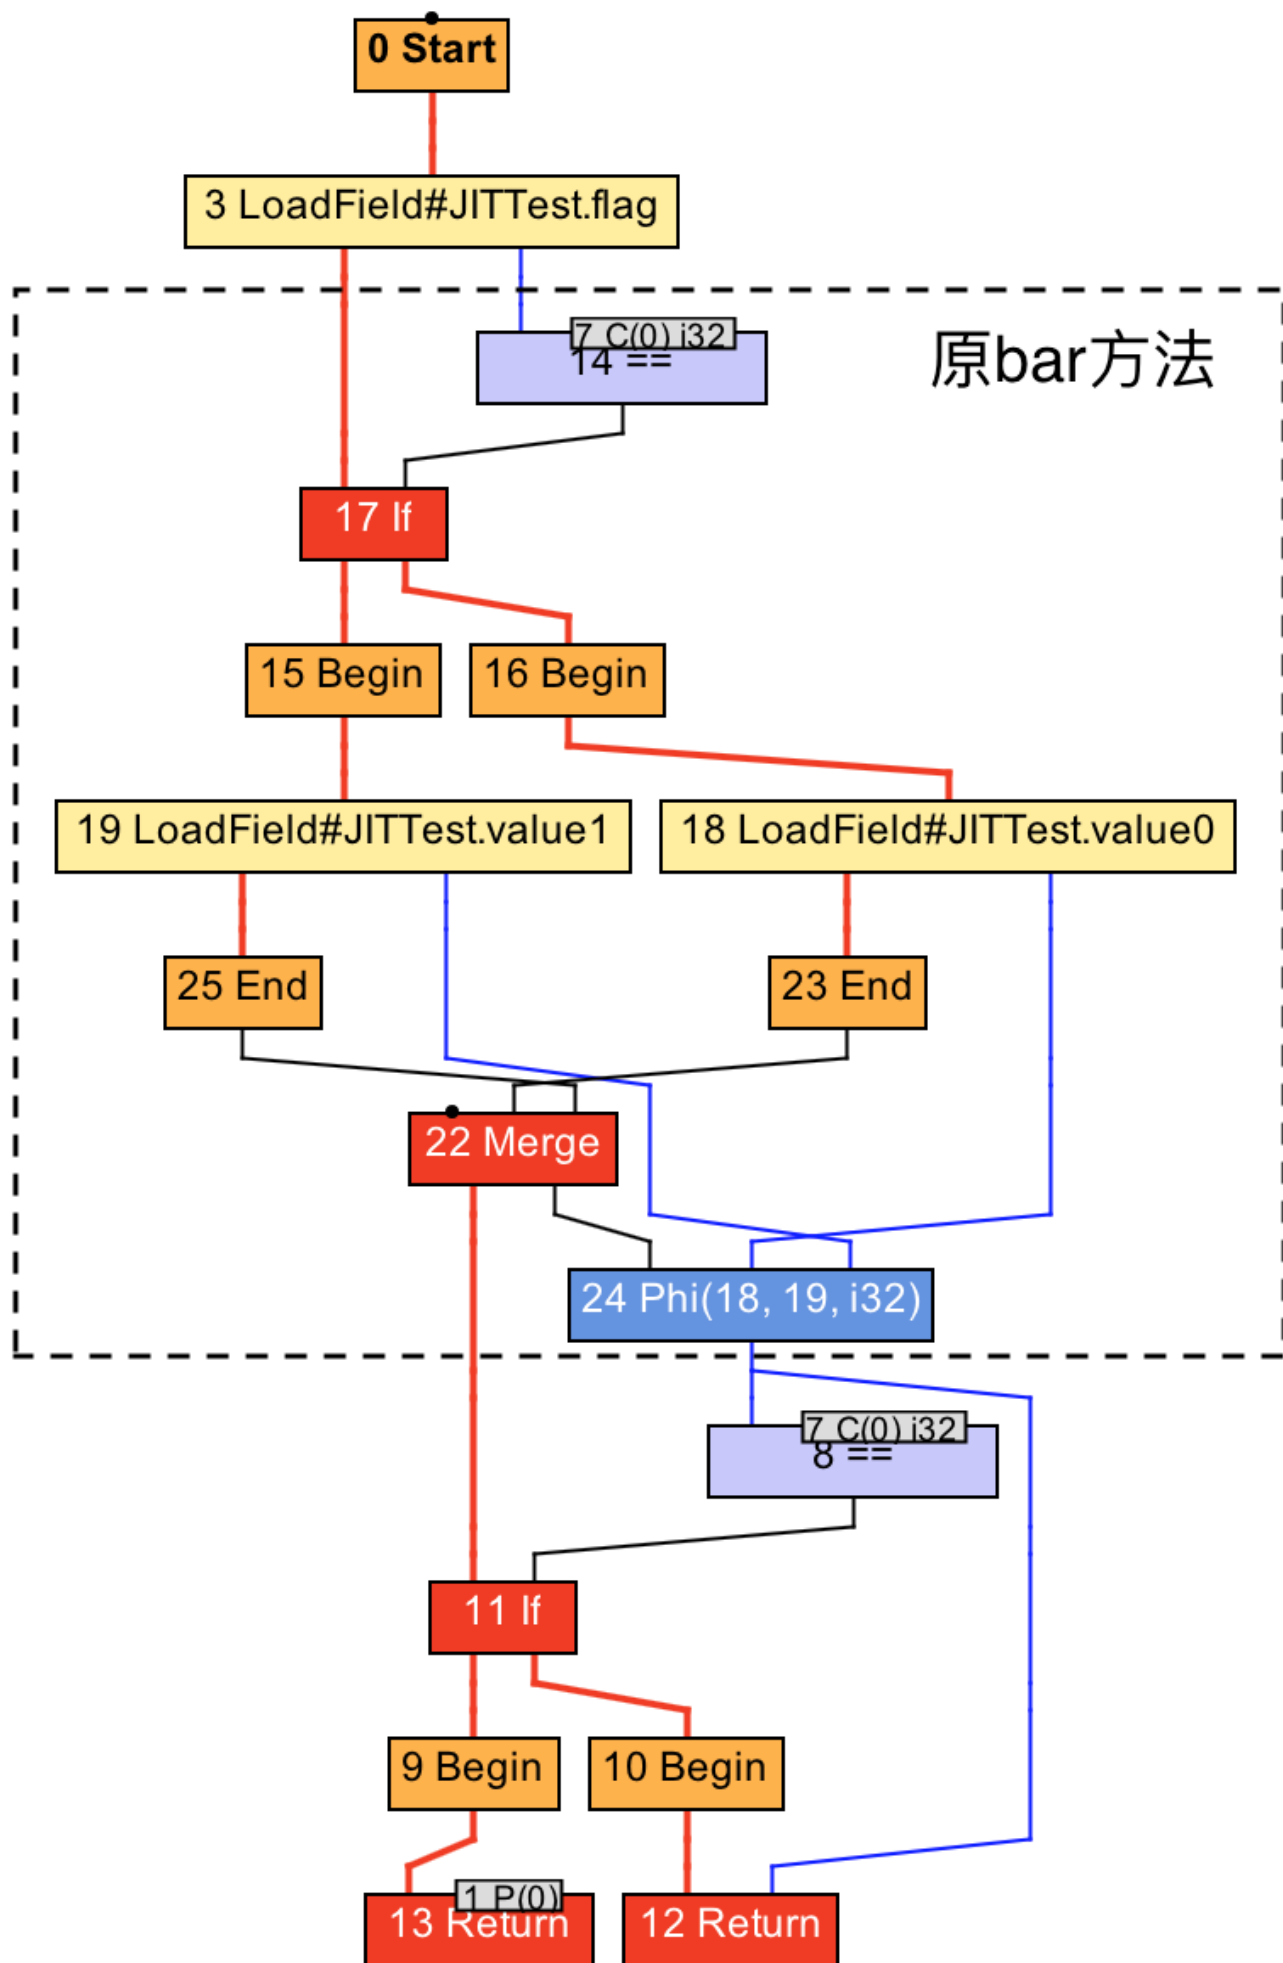 0 Start
3 LoadField#JITTest.flag
7 C(0) i32
14 ==
原bar方法
17 If
15 Begin
16 Begin
19 LoadField#JITTest.value1
18 LoadField#JITTest.value0
25 End
23 End
22 Merge
24 Phi(18, 19, i32)
7 C(0) i32
8 ==
11 If
9 Begin
10 Begin
1 P(0)
13 Return
12 Return